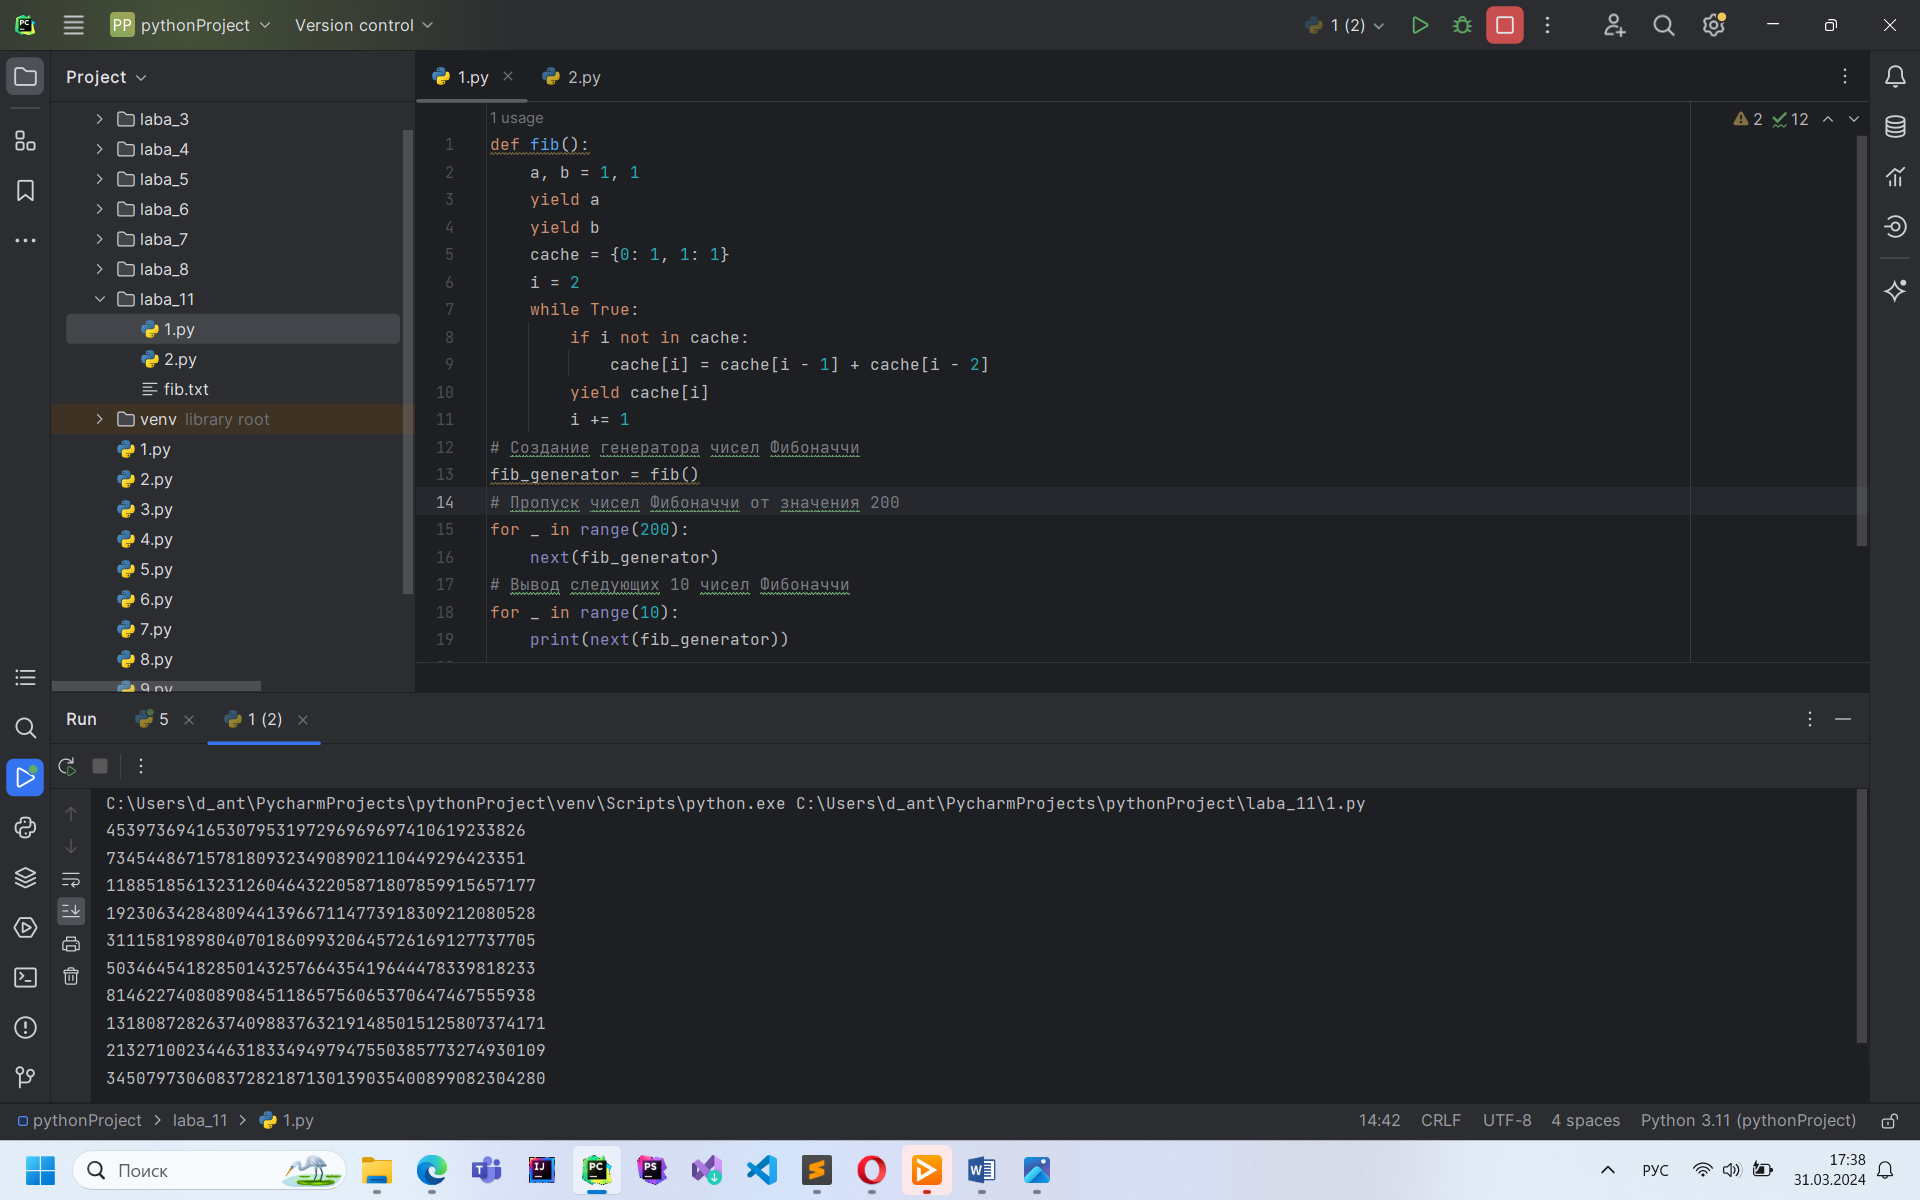 PP pythonProject Version control 1 (2)
Project
1.py 2.py
laba_3
laba_4
laba_5
laba_6
laba_7
laba_8
laba_11
1.py
2.py
fib.txt
venv library root
1.py
2.py
3.py
4.py
5.py
6.py
7.py
8.py
9.py
1 usage
2 12
1 def fib():
2 a, b = 1, 1
3 yield a
4 yield b
5 cache = {0: 1, 1: 1}
6 i = 2
7 while True:
8 if i not in cache:
9 cache[i] = cache[i - 1] + cache[i - 2]
10 yield cache[i]
11 i += 1
12 # Создание генератора чисел Фибоначчи
13 fib_generator = fib()
14 # Пропуск чисел Фибоначчи от значения 200
15 for _ in range(200):
16 next(fib_generator)
17 # Вывод следующих 10 чисел Фибоначчи
18 for _ in range(10):
19 print(next(fib_generator))
Run 5 1 (2)
C:\Users\d_ant\PycharmProjects\pythonProject\venv\Scripts\python.exe C:\Users\d_ant\PycharmProjects\pythonProject\laba_11\1.py
453973694165307953197296969697410619233826
734544867157818093234908902110449296423351
1188518561323126046432205871807859915657177
1923063428480944139667114773918309212080528
3111581989804070186099320645726169127737705
5034645418285014325766435419644478339818233
8146227408089084511865756065370647467555938
13180872826374098837632191485015125807374171
21327100234463183349497947550385773274930109
34507973060837282187130139035400899082304280
pythonProject laba_11 1.py 14:42 CRLF UTF-8 4 spaces Python 3.11 (pythonProject)
Поиск
РУС
17:38
31.03.2024